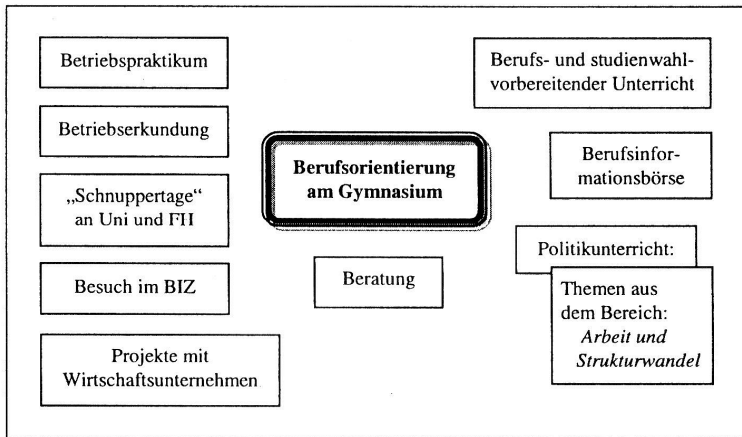 Betriebspraktikum
Betriebserkundung
„Schnuppertage“
an Uni und FH
Besuch im BIZ
Projekte mit
Wirtschaftsunternehmen
Berufsorientierung
am Gymnasium
Beratung
Berufs- und studienwahl-
vorbereitender Unterricht
Berufsinfor-
mationsbörse
Politikunterricht:
Themen aus
dem Bereich:
Arbeit und
Strukturwandel